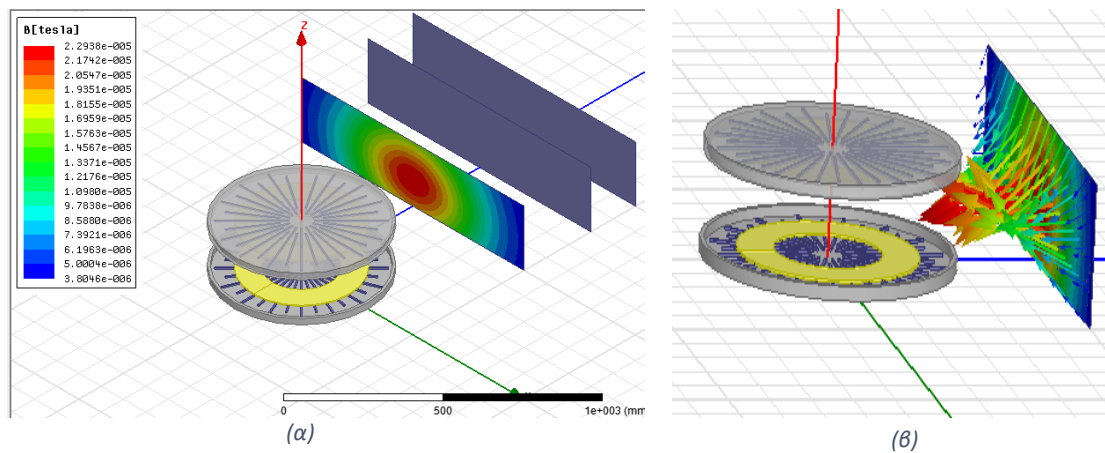 B[tesla]
2.2938e-005
2.1742e-005
2.0547e-005
1.9351e-005
1.8155e-005
1.6959e-005
1.5763e-005
1.4567e-005
1.3371e-005
1.2176e-005
1.0980e-005
9.7838e-006
8.5880e-006
7.3921e-006
6.1963e-006
5.0004e-006
3.8046e-006
Z
0 500 1e+003 (mm)
(α)
(β)